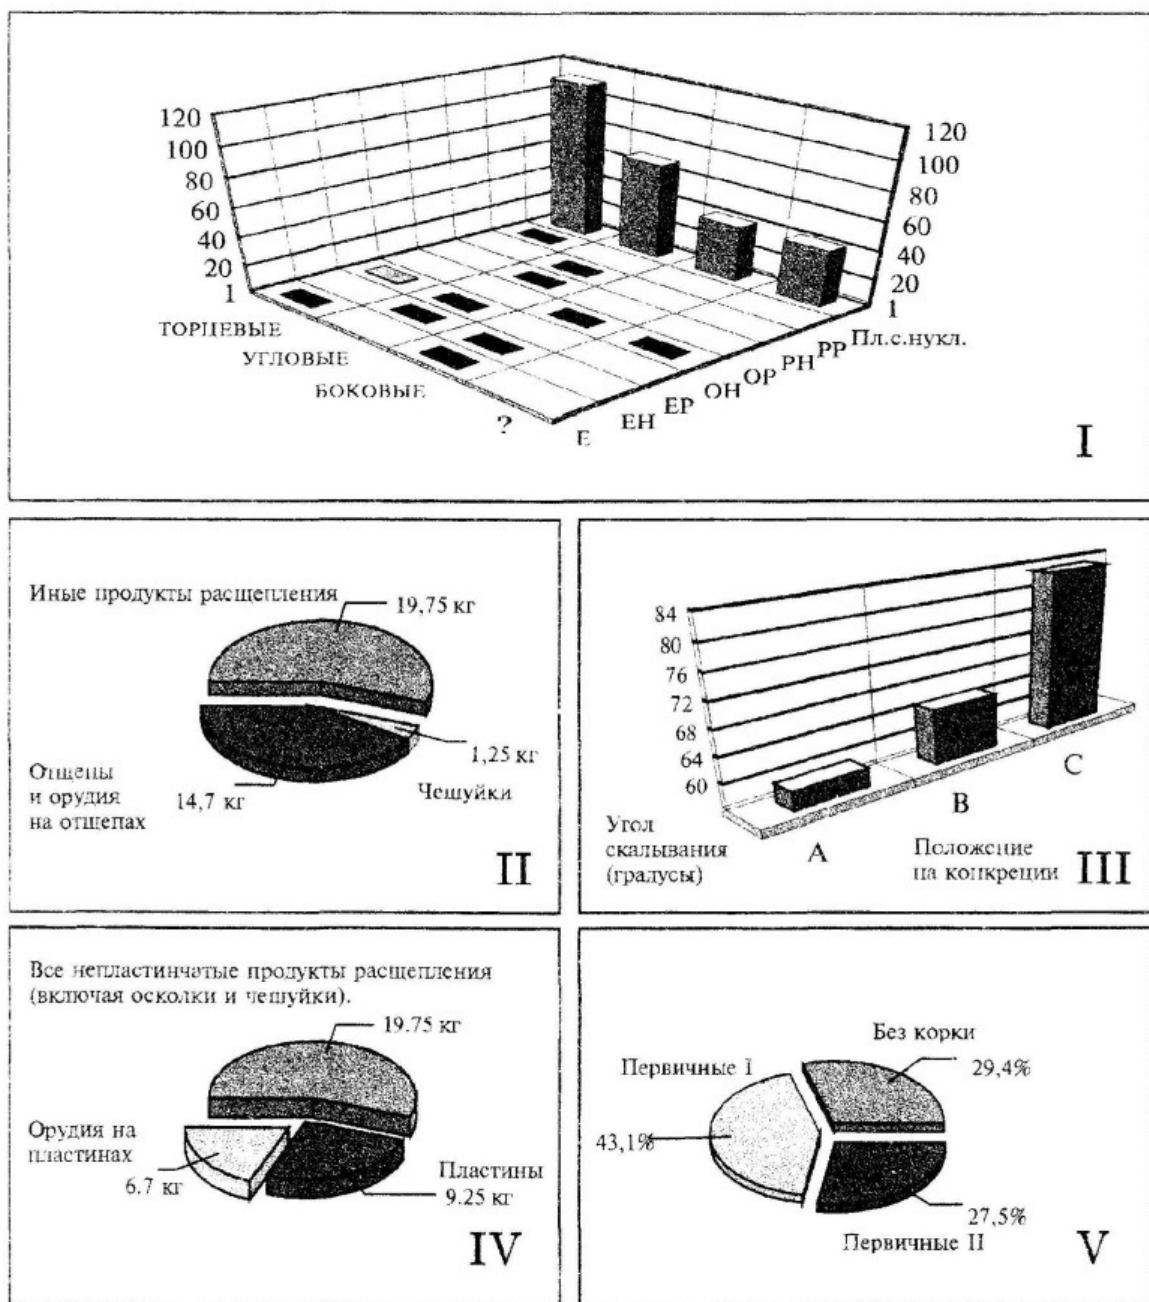 120
100
80
60
40
20
1
120
100
80
60
40
20
1
ТОРЦЕВЫЕ
УГЛОВЫЕ
БОКОВЫЕ
?
Е
ЕН
ЕР
ОН
ОР
РН
РР
Пл.с.нукл.
I
Иные продукты расщепления
19,75 кг
1,25 кг
Чешуйки
Отщепы
и орудия
на отщепах
14,7 кг
II
84
80
76
72
68
64
60
A
B
C
Угол
скалывания
(градусы)
Положение
на конкреции
III
Все непластинчатые продукты расщепления
(включая осколки и чешуйки).
19.75 кг
Орудия на
пластинах
6.7 кг
Пластины
9.25 кг
IV
Без корки
29,4%
Первичные I
43,1%
27,5%
Первичные II
V